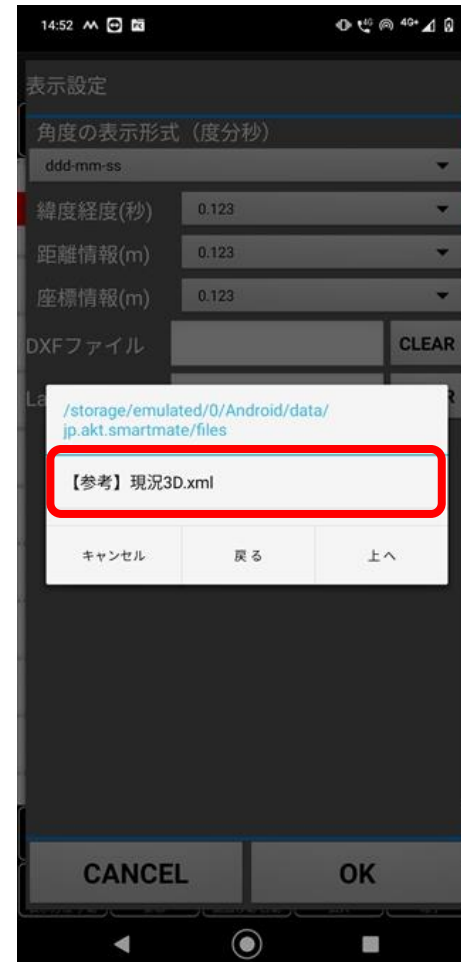 14:52
4G 4G+
表示設定
角度の表示形式（度分秒）
ddd-mm-ss
緯度経度(秒) 0.123
距離情報(m) 0.123
座標情報(m) 0.123
DXFファイル CLEAR
La R
/storage/emulated/0/Android/data/
jp.akt.smartmate/files
【参考】現況3D.xml
キャンセル 戻る 上へ
CANCEL OK